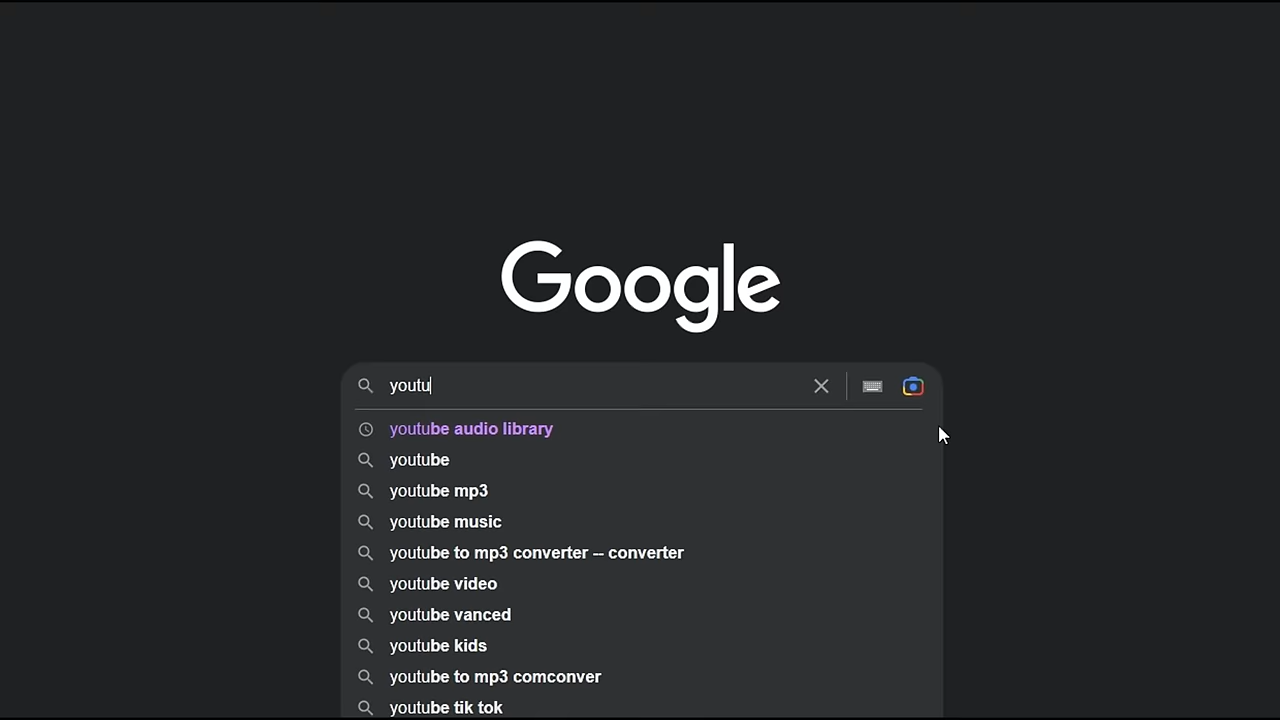 Google
youtu
youtube audio library
youtube
youtube mp3
youtube music
youtube to mp3 converter -- converter
youtube video
youtube vanced
youtube kids
youtube to mp3 comconver
youtube tik tok